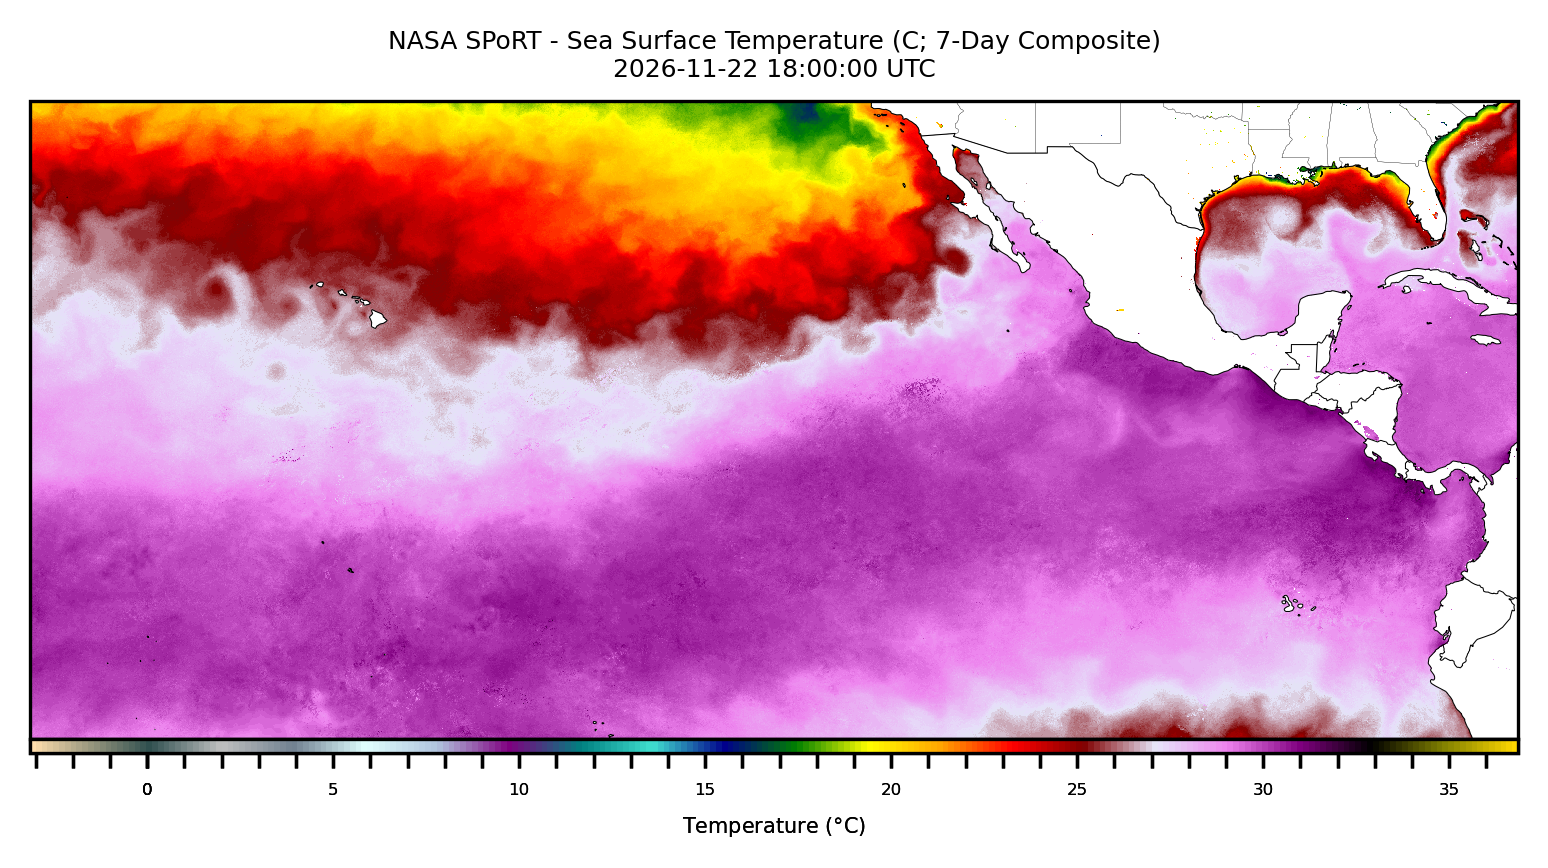 NASA SPoRT - Sea Surface Temperature (C; 7-Day Composite)
2026-11-22 18:00:00 UTC
0 5 10 15 20 25 30 35
Temperature (°C)